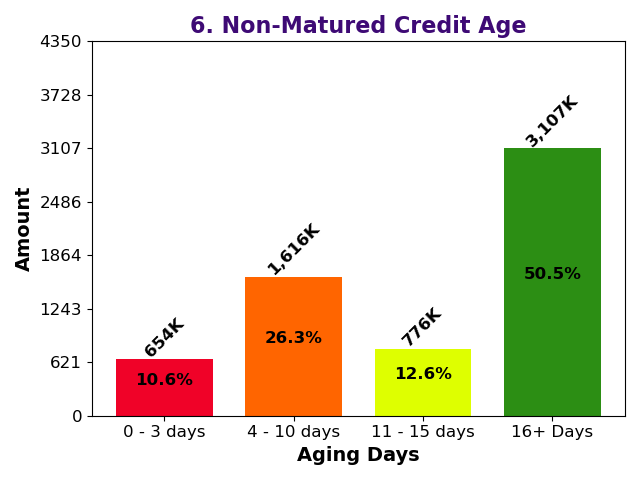 6. Non-Matured Credit Age
4350
3728
3107
2486
1864
1243
621
0
Amount
654K
1,616K
776K
3,107K
10.6%
26.3%
12.6%
50.5%
0 - 3 days
4 - 10 days
11 - 15 days
16+ Days
Aging Days